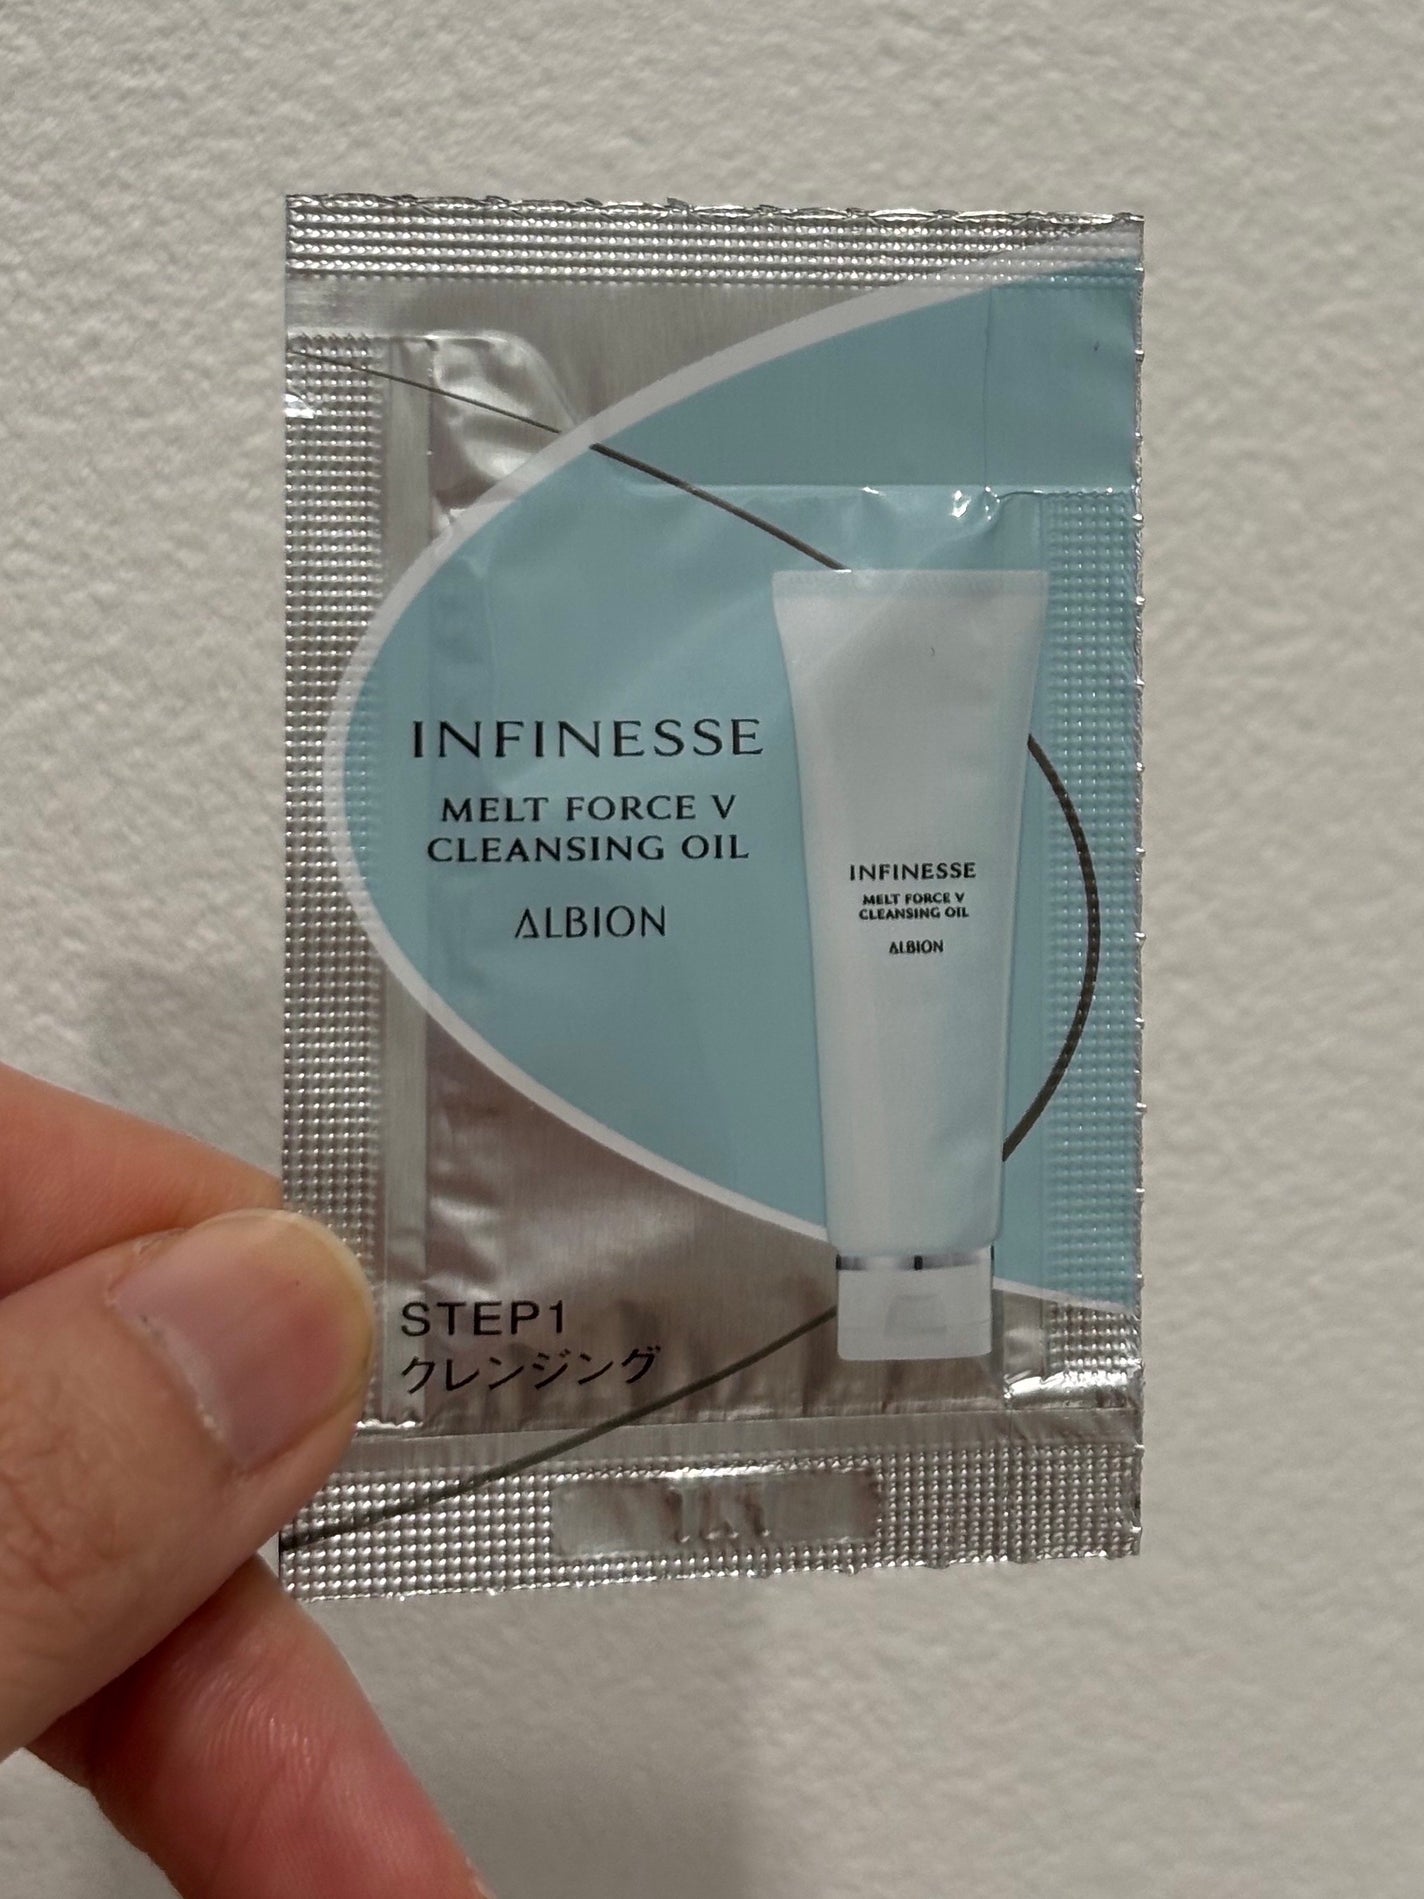 INFINESSE
MELT FORCE V
CLEANSING OIL
ALBION
INFINESSE
MELT FORCE V
CLEANSING OIL
ALBION
STEP1
クレンジング